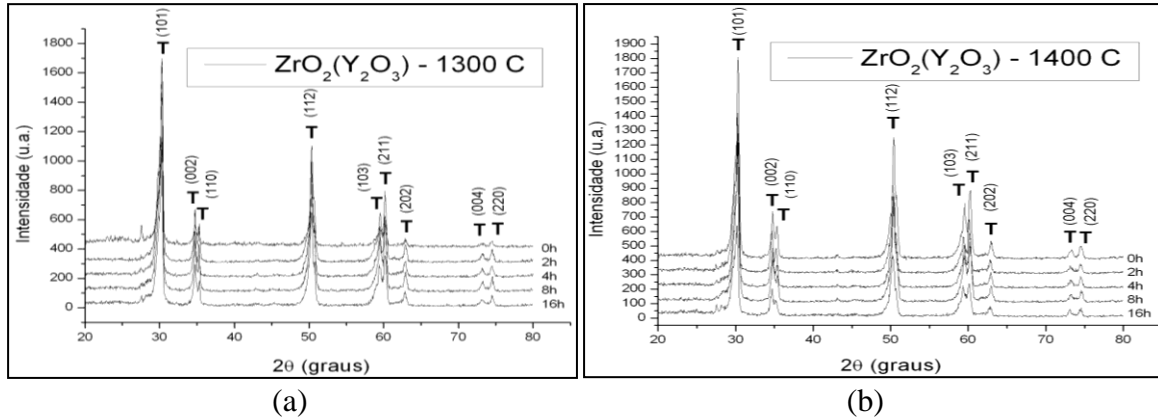 (101)
T
ZrO2(Y2O3) - 1300 C
(112)
T
(002)
T
(110)
T
(103)
T
(211)
T
(202)
T
(004)
T
(220)
T
1800
1600
1400
1200
1000
800
600
400
200
0
Intensidade (u.a.)
0h
2h
4h
8h
16h
20 30 40 50 60 70 80
2θ (graus)
(a)
(101)
T
ZrO2(Y2O3) - 1400 C
(112)
T
(002)
T
(110)
T
(103)
T
(211)
T
(202)
T
(004)
T
(220)
T
1900
1800
1700
1600
1500
1400
1300
1200
1100
1000
900
800
700
600
500
400
300
200
100
0
Intensidade (u.a.)
0h
2h
4h
8h
16h
20 30 40 50 60 70 80
2θ (graus)
(b)